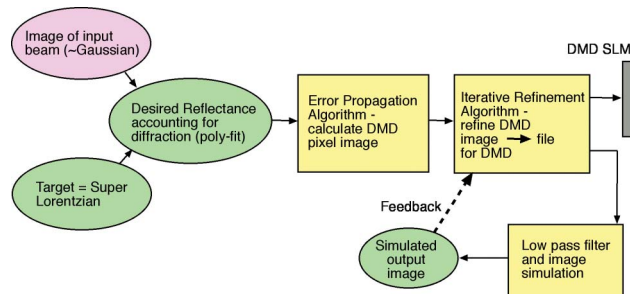 Image of input
beam (~Gaussian)
Desired Reflectance
accounting for
diffraction (poly-fit)
Target = Super
Lorentzian
Error Propagation
Algorithm -
calculate DMD
pixel image
Iterative Refinement
Algorithm -
refine DMD
image file
for DMD
DMD SLM
Feedback
Simulated
output
image
Low pass filter
and image
simulation